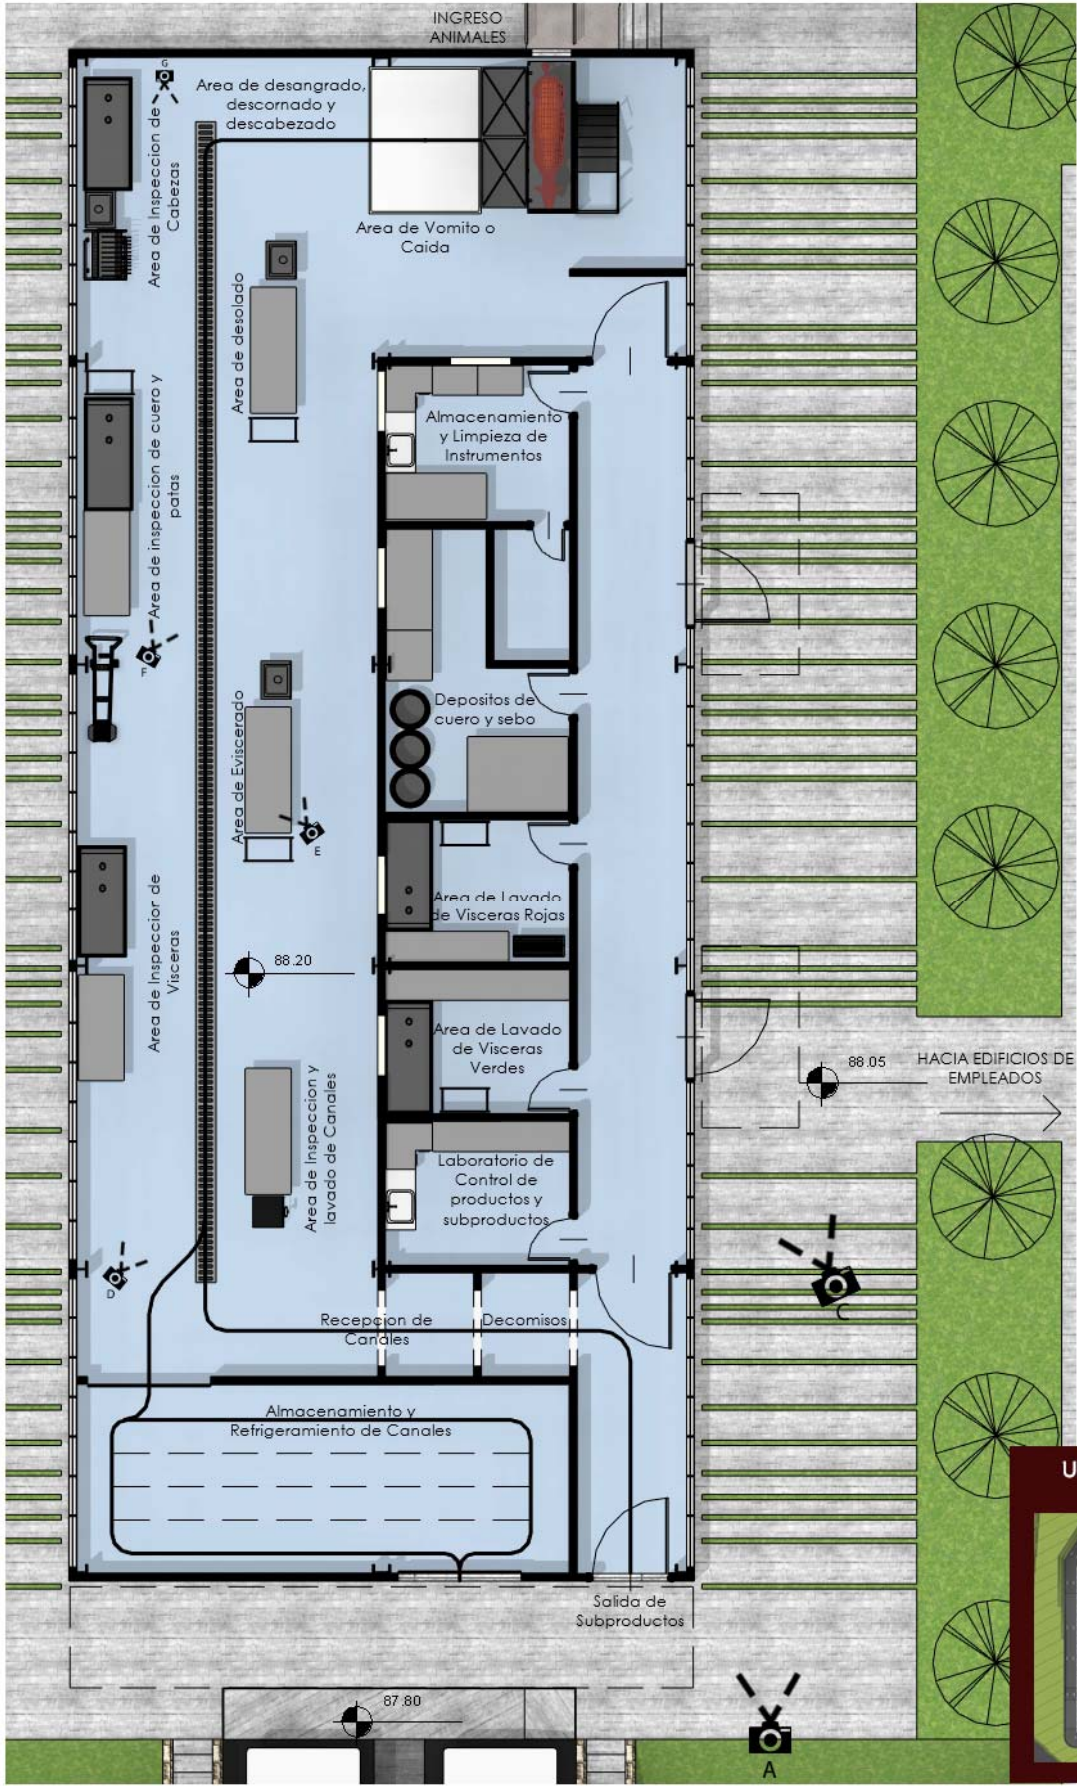 INGRESO
ANIMALES
G
Area de desangrado,
descornado y
descabezado
Area de Inspeccion de
Cabezas
Area de Vomito o
Caida
Area de desolado
Area de inspeccion de cuero y
patas
Almacenamiento
y Limpieza de
Instrumentos
F
Depositos de
cuero y sebo
Area de Eviscerado
E
Area de Lavado
de Visceras Rojas
Area de Inspeccior de
Visceras
88.20
Area de Lavado
de Visceras
Verdes
88.05
HACIA EDIFICIOS DE
EMPLEADOS
Area de Inspeccion y
lavado de Canales
Laboratorio de
Control de
productos y
subproductos
D
C
Recepcion de
Canales
Decomisos
Almacenamiento y
Refrigeramiento de Canales
U
Salida de
Subproductos
87.80
A